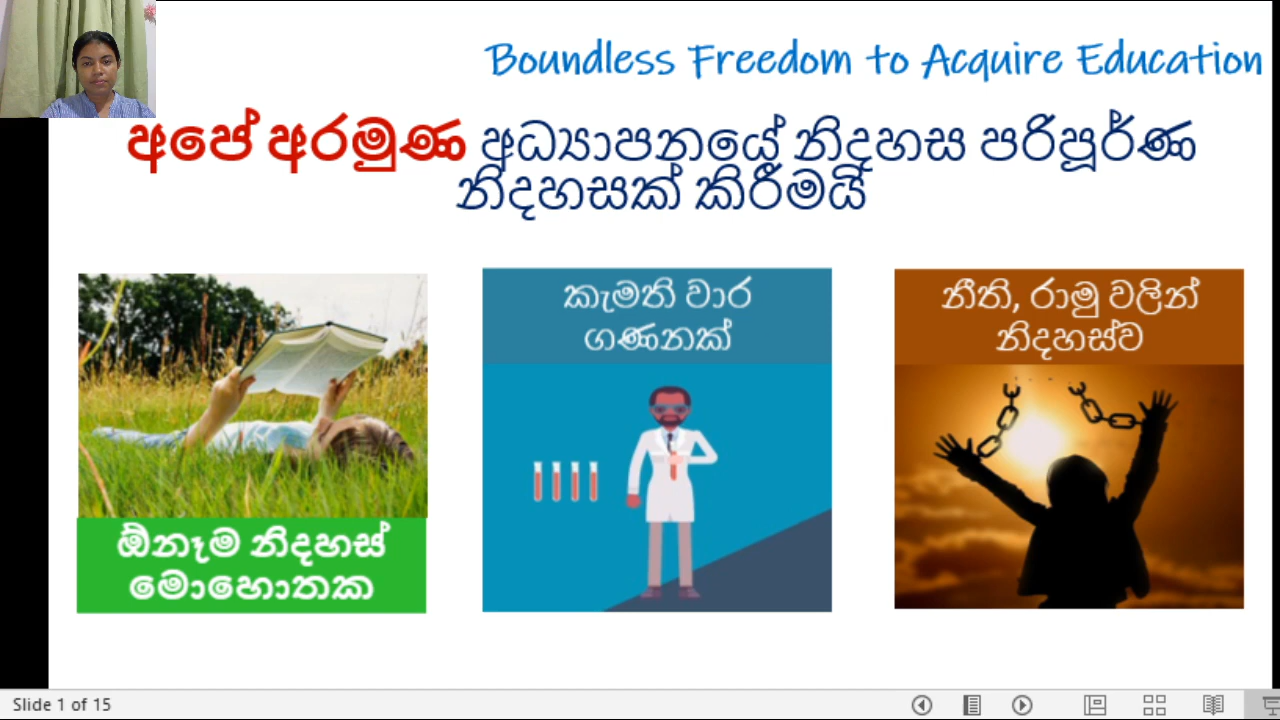 Boundless Freedom to Acquire Education
අපේ අරමුණ අධ්‍යාපනයේ නිදහස පරිපූර්ණ
නිදහසක් කිරීමයි
ඕනෑම නිදහස්
මොහොතක
කැමති වාර
ගණනක්
නීති, රාමු වලින්
නිදහස්ව
Slide 1 of 15